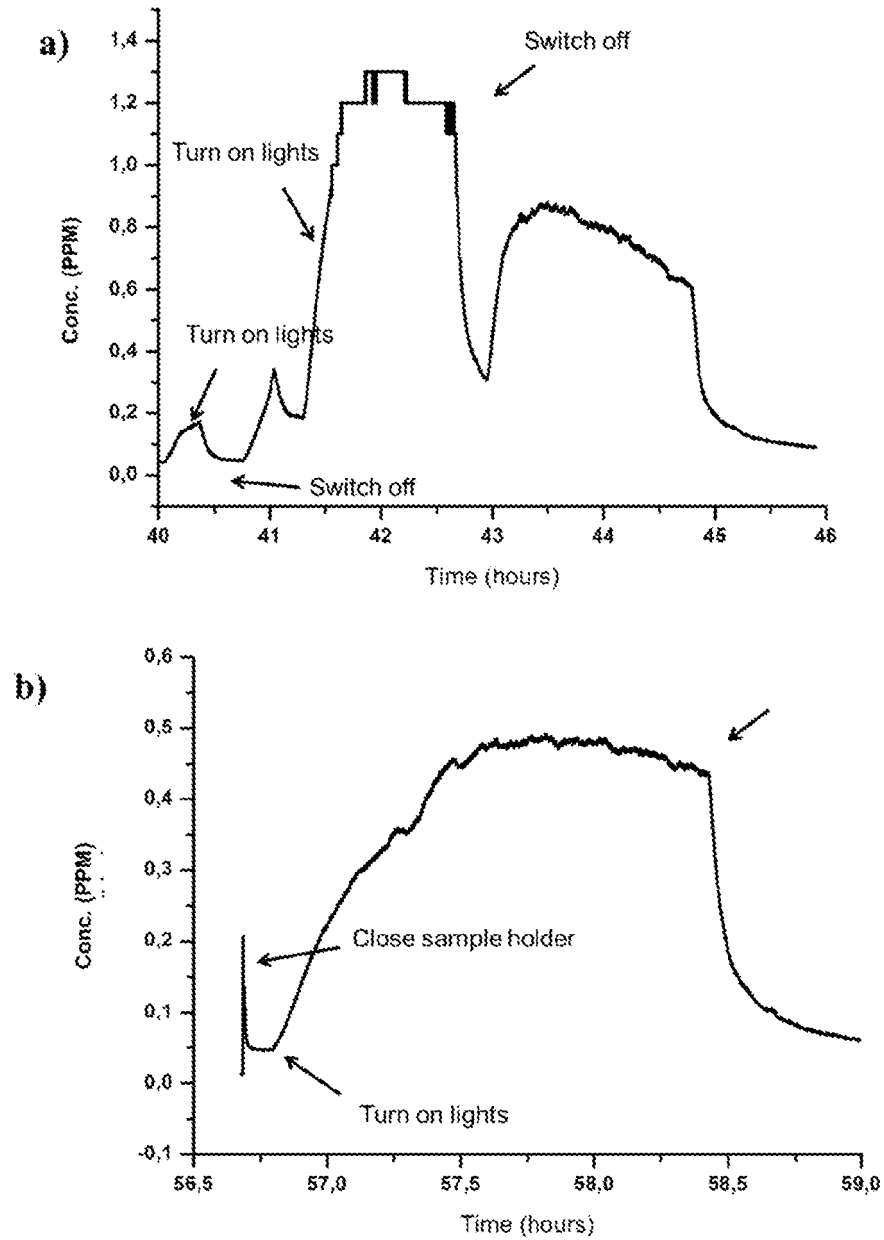 a)
Switch off
Turn on lights
Turn on lights
Switch off
1,4
1,2
1,0
0,8
0,6
0,4
0,2
0,0
Conc. (PPM)
40 41 42 43 44 45 46
Time (hours)
b)
0,6
0,5
0,4
0,3
0,2
0,1
0,0
-0,1
Conc. (PPM)
Close sample holder
Turn on lights
56,5 57,0 57,5 58,0 58,5 59,0
Time (hours)